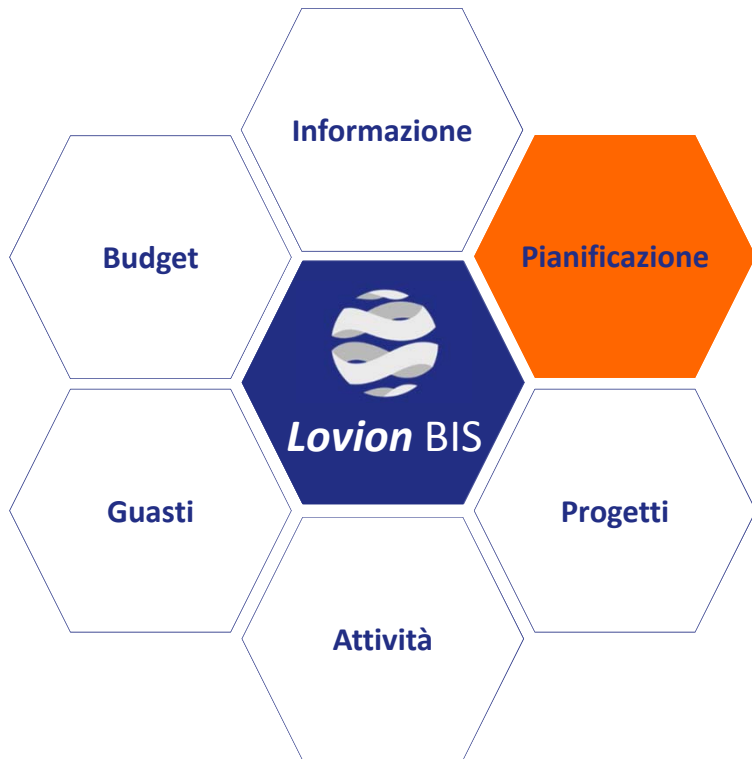 Informazione
Budget
Pianificazione
Lovion BIS
Guasti
Progetti
Attività